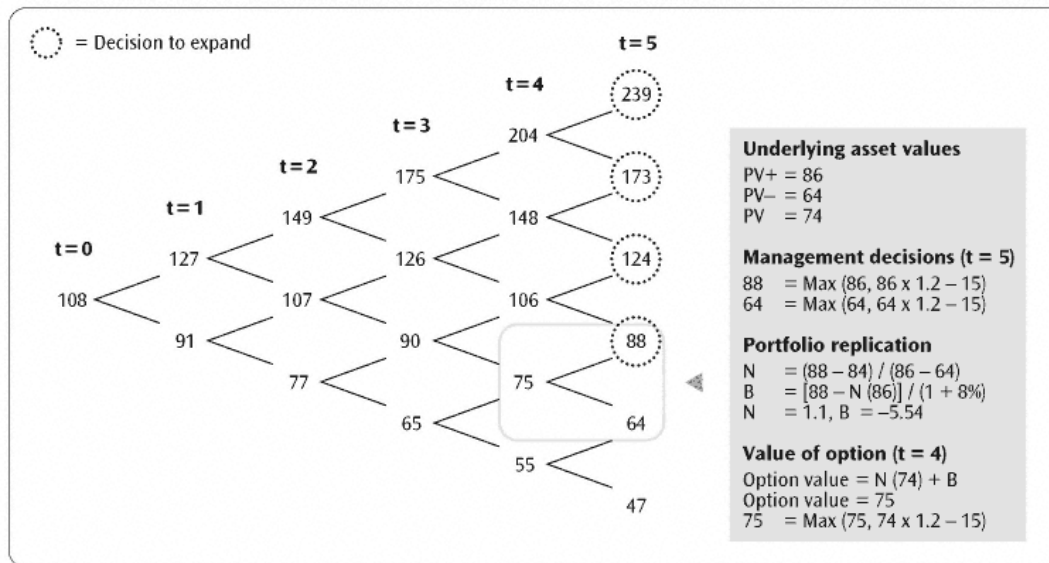 = Decision to expand
t=0
108
t=1
127
91
t=2
149
107
77
t=3
175
126
90
65
t=4
204
148
106
75
55
t=5
239
173
124
88
64
47
Underlying asset values
PV+ = 86
PV– = 64
PV = 74
Management decisions (t = 5)
88 = Max (86, 86 x 1.2 – 15)
64 = Max (64, 64 x 1.2 – 15)
Portfolio replication
N = (88 – 84) / (86 – 64)
B = [88 – N (86)] / (1 + 8%)
N = 1.1, B = –5.54
Value of option (t = 4)
Option value = N (74) + B
Option value = 75
75 = Max (75, 74 x 1.2 – 15)